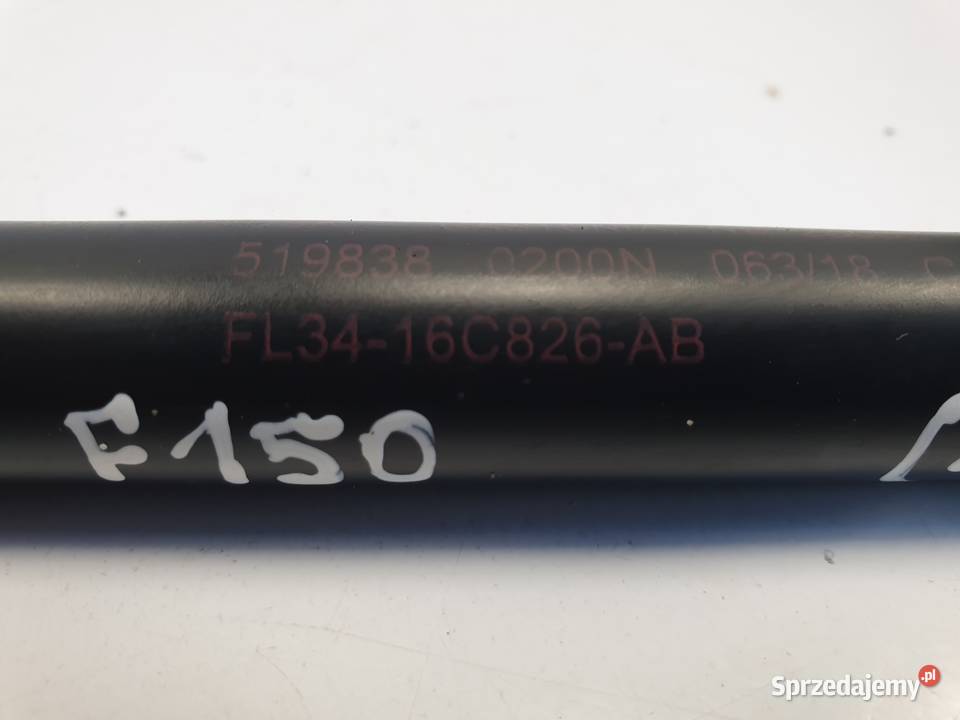 519838 0200N 063/18 C
FL34-16C826-AB
F150
Sprzedajemy.pl